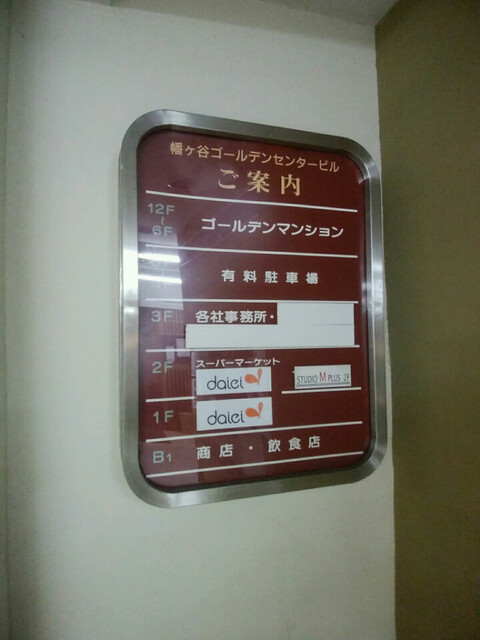 幡ヶ谷ゴールデンセンタービル
ご案内
12F
～
6F
ゴールデンマンション
有料駐車場
3F 各社事務所・
2F スーパーマーケット
daiei
STUDIO M PLUS 2F
1F daiei
B1 商店・飲食店